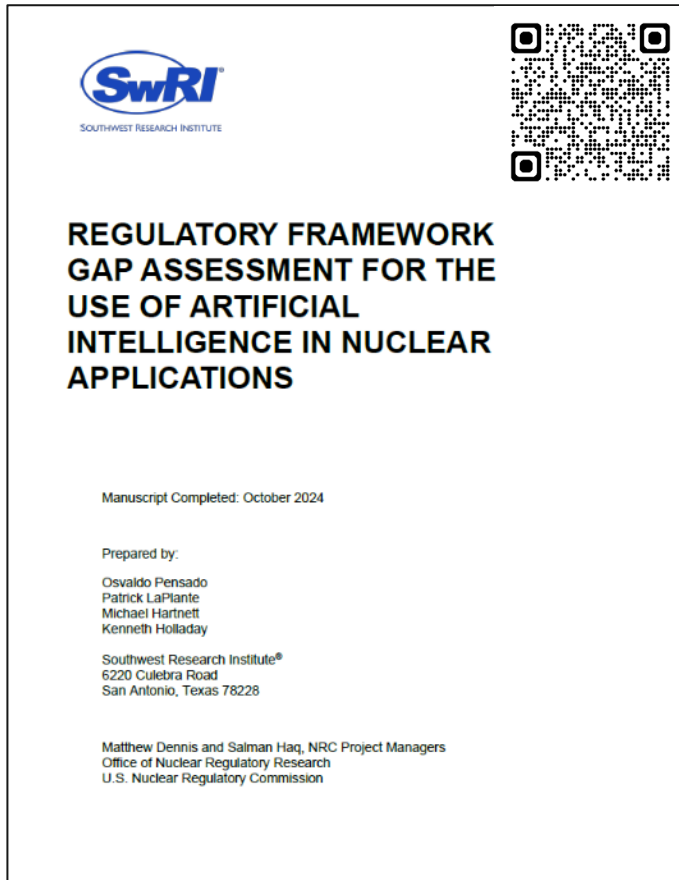 SwRI®
SOUTHWEST RESEARCH INSTITUTE
REGULATORY FRAMEWORK
GAP ASSESSMENT FOR THE
USE OF ARTIFICIAL
INTELLIGENCE IN NUCLEAR
APPLICATIONS
Manuscript Completed: October 2024
Prepared by:
Osvaldo Pensado
Patrick LaPlante
Michael Hartnett
Kenneth Holladay
Southwest Research Institute®
6220 Culebra Road
San Antonio, Texas 78228
Matthew Dennis and Salman Haq, NRC Project Managers
Office of Nuclear Regulatory Research
U.S. Nuclear Regulatory Commission